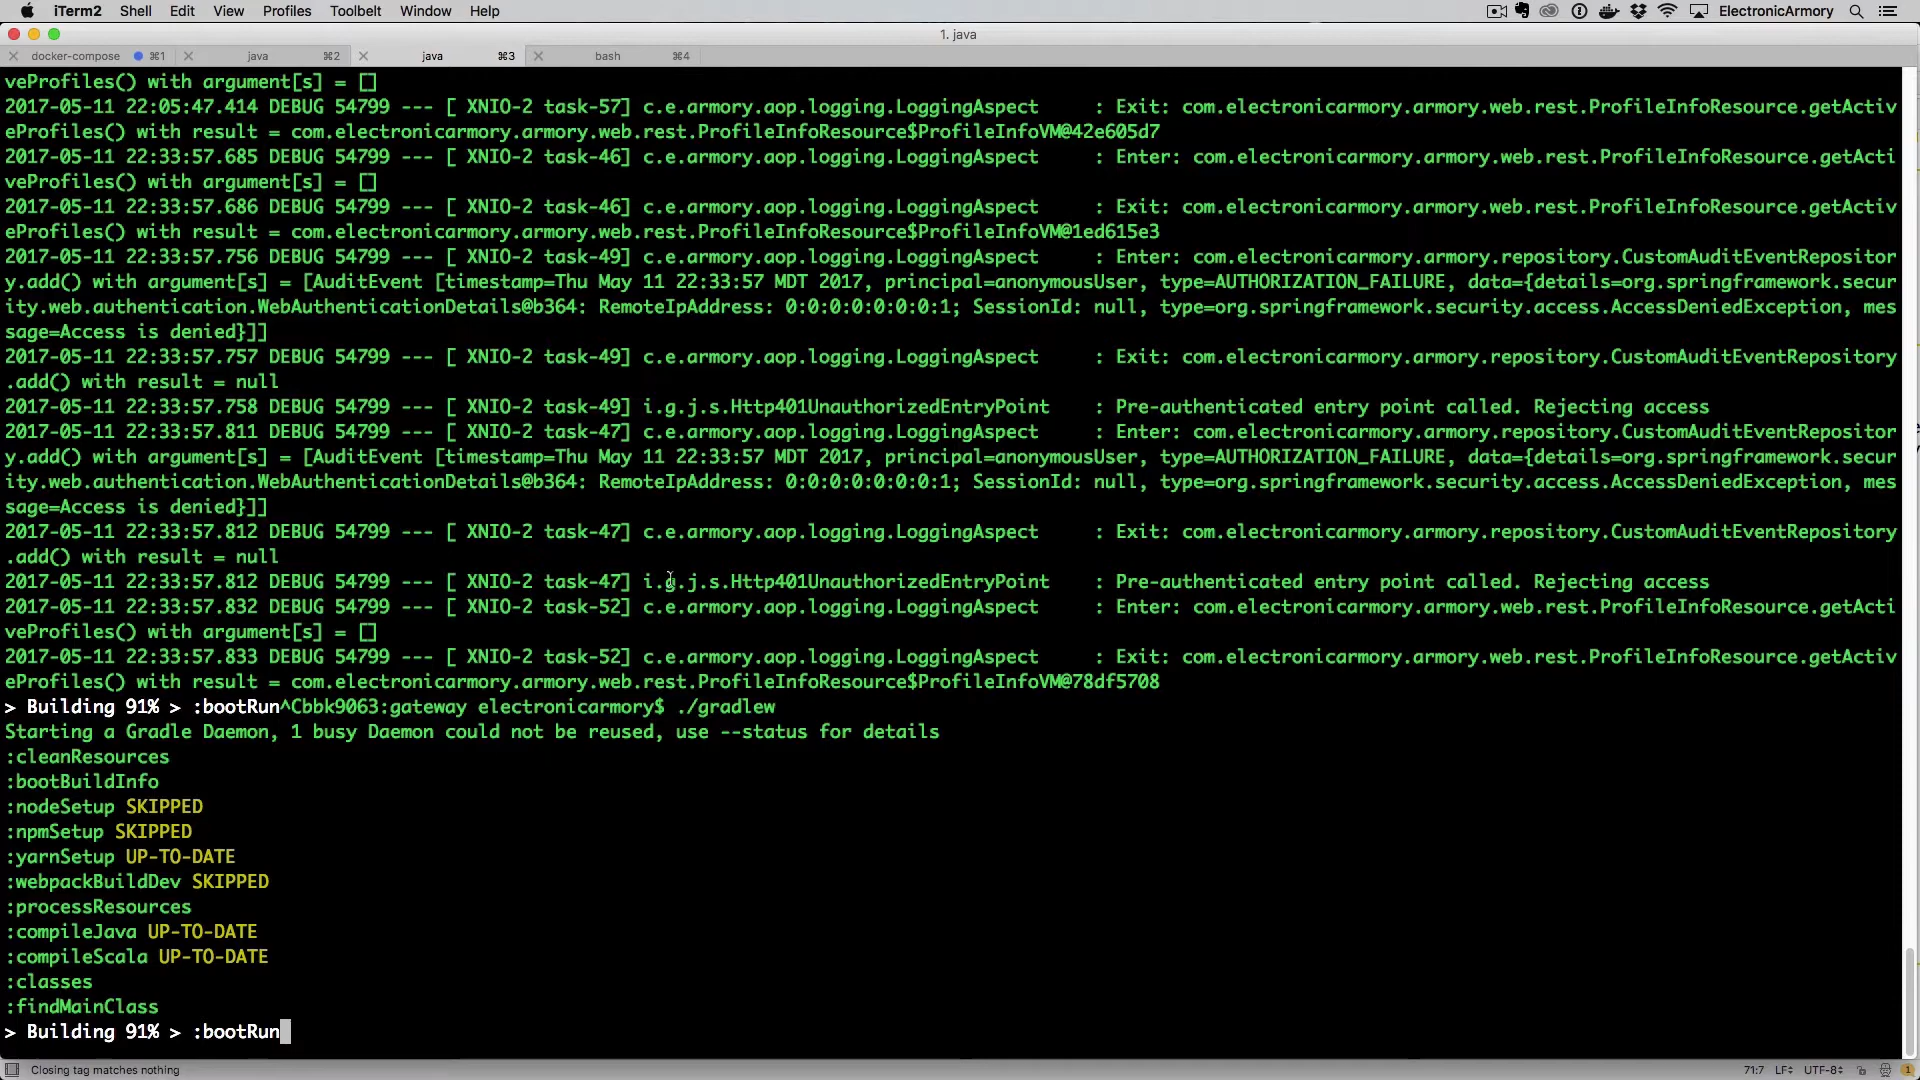 iTerm2 Shell Edit View Profiles Toolbelt Window Help ElectronicArmory
1. java
docker-compose ⌘1 java ⌘2 java ⌘3 bash ⌘4
veProfiles() with argument[s] = []
2017-05-11 22:05:47.414 DEBUG 54799 --- [ XNIO-2 task-57] c.e.armory.aop.logging.LoggingAspect : Exit: com.electronicarmory.armory.web.rest.ProfileInfoResource.getActiv
eProfiles() with result = com.electronicarmory.armory.web.rest.ProfileInfoResource$ProfileInfoVM@42e605d7
2017-05-11 22:33:57.685 DEBUG 54799 --- [ XNIO-2 task-46] c.e.armory.aop.logging.LoggingAspect : Enter: com.electronicarmory.armory.web.rest.ProfileInfoResource.getActi
veProfiles() with argument[s] = []
2017-05-11 22:33:57.686 DEBUG 54799 --- [ XNIO-2 task-46] c.e.armory.aop.logging.LoggingAspect : Exit: com.electronicarmory.armory.web.rest.ProfileInfoResource.getActiv
eProfiles() with result = com.electronicarmory.armory.web.rest.ProfileInfoResource$ProfileInfoVM@1ed615e3
2017-05-11 22:33:57.756 DEBUG 54799 --- [ XNIO-2 task-49] c.e.armory.aop.logging.LoggingAspect : Enter: com.electronicarmory.armory.repository.CustomAuditEventRepositor
y.add() with argument[s] = [AuditEvent [timestamp=Thu May 11 22:33:57 MDT 2017, principal=anonymousUser, type=AUTHORIZATION_FAILURE, data={details=org.springframework.secur
ity.web.authentication.WebAuthenticationDetails@b364: RemoteIpAddress: 0:0:0:0:0:0:0:1; SessionId: null, type=org.springframework.security.access.AccessDeniedException, mes
sage=Access is denied}]]
2017-05-11 22:33:57.757 DEBUG 54799 --- [ XNIO-2 task-49] c.e.armory.aop.logging.LoggingAspect : Exit: com.electronicarmory.armory.repository.CustomAuditEventRepository
.add() with result = null
2017-05-11 22:33:57.758 DEBUG 54799 --- [ XNIO-2 task-49] i.g.j.s.Http401UnauthorizedEntryPoint : Pre-authenticated entry point called. Rejecting access
2017-05-11 22:33:57.811 DEBUG 54799 --- [ XNIO-2 task-47] c.e.armory.aop.logging.LoggingAspect : Enter: com.electronicarmory.armory.repository.CustomAuditEventRepositor
y.add() with argument[s] = [AuditEvent [timestamp=Thu May 11 22:33:57 MDT 2017, principal=anonymousUser, type=AUTHORIZATION_FAILURE, data={details=org.springframework.secur
ity.web.authentication.WebAuthenticationDetails@b364: RemoteIpAddress: 0:0:0:0:0:0:0:1; SessionId: null, type=org.springframework.security.access.AccessDeniedException, mes
sage=Access is denied}]]
2017-05-11 22:33:57.812 DEBUG 54799 --- [ XNIO-2 task-47] c.e.armory.aop.logging.LoggingAspect : Exit: com.electronicarmory.armory.repository.CustomAuditEventRepository
.add() with result = null
2017-05-11 22:33:57.812 DEBUG 54799 --- [ XNIO-2 task-47] i.g.j.s.Http401UnauthorizedEntryPoint : Pre-authenticated entry point called. Rejecting access
2017-05-11 22:33:57.832 DEBUG 54799 --- [ XNIO-2 task-52] c.e.armory.aop.logging.LoggingAspect : Enter: com.electronicarmory.armory.web.rest.ProfileInfoResource.getActi
veProfiles() with argument[s] = []
2017-05-11 22:33:57.833 DEBUG 54799 --- [ XNIO-2 task-52] c.e.armory.aop.logging.LoggingAspect : Exit: com.electronicarmory.armory.web.rest.ProfileInfoResource.getActiv
eProfiles() with result = com.electronicarmory.armory.web.rest.ProfileInfoResource$ProfileInfoVM@78df5708
> Building 91% > :bootRun^Cbbk9063:gateway electronicarmory$ ./gradlew
Starting a Gradle Daemon, 1 busy Daemon could not be reused, use --status for details
:cleanResources
:bootBuildInfo
:nodeSetup SKIPPED
:npmSetup SKIPPED
:yarnSetup UP-TO-DATE
:webpackBuildDev SKIPPED
:processResources
:compileJava UP-TO-DATE
:compileScala UP-TO-DATE
:classes
:findMainClass
> Building 91% > :bootRun
Closing tag matches nothing 71:7 LF UTF-8 1